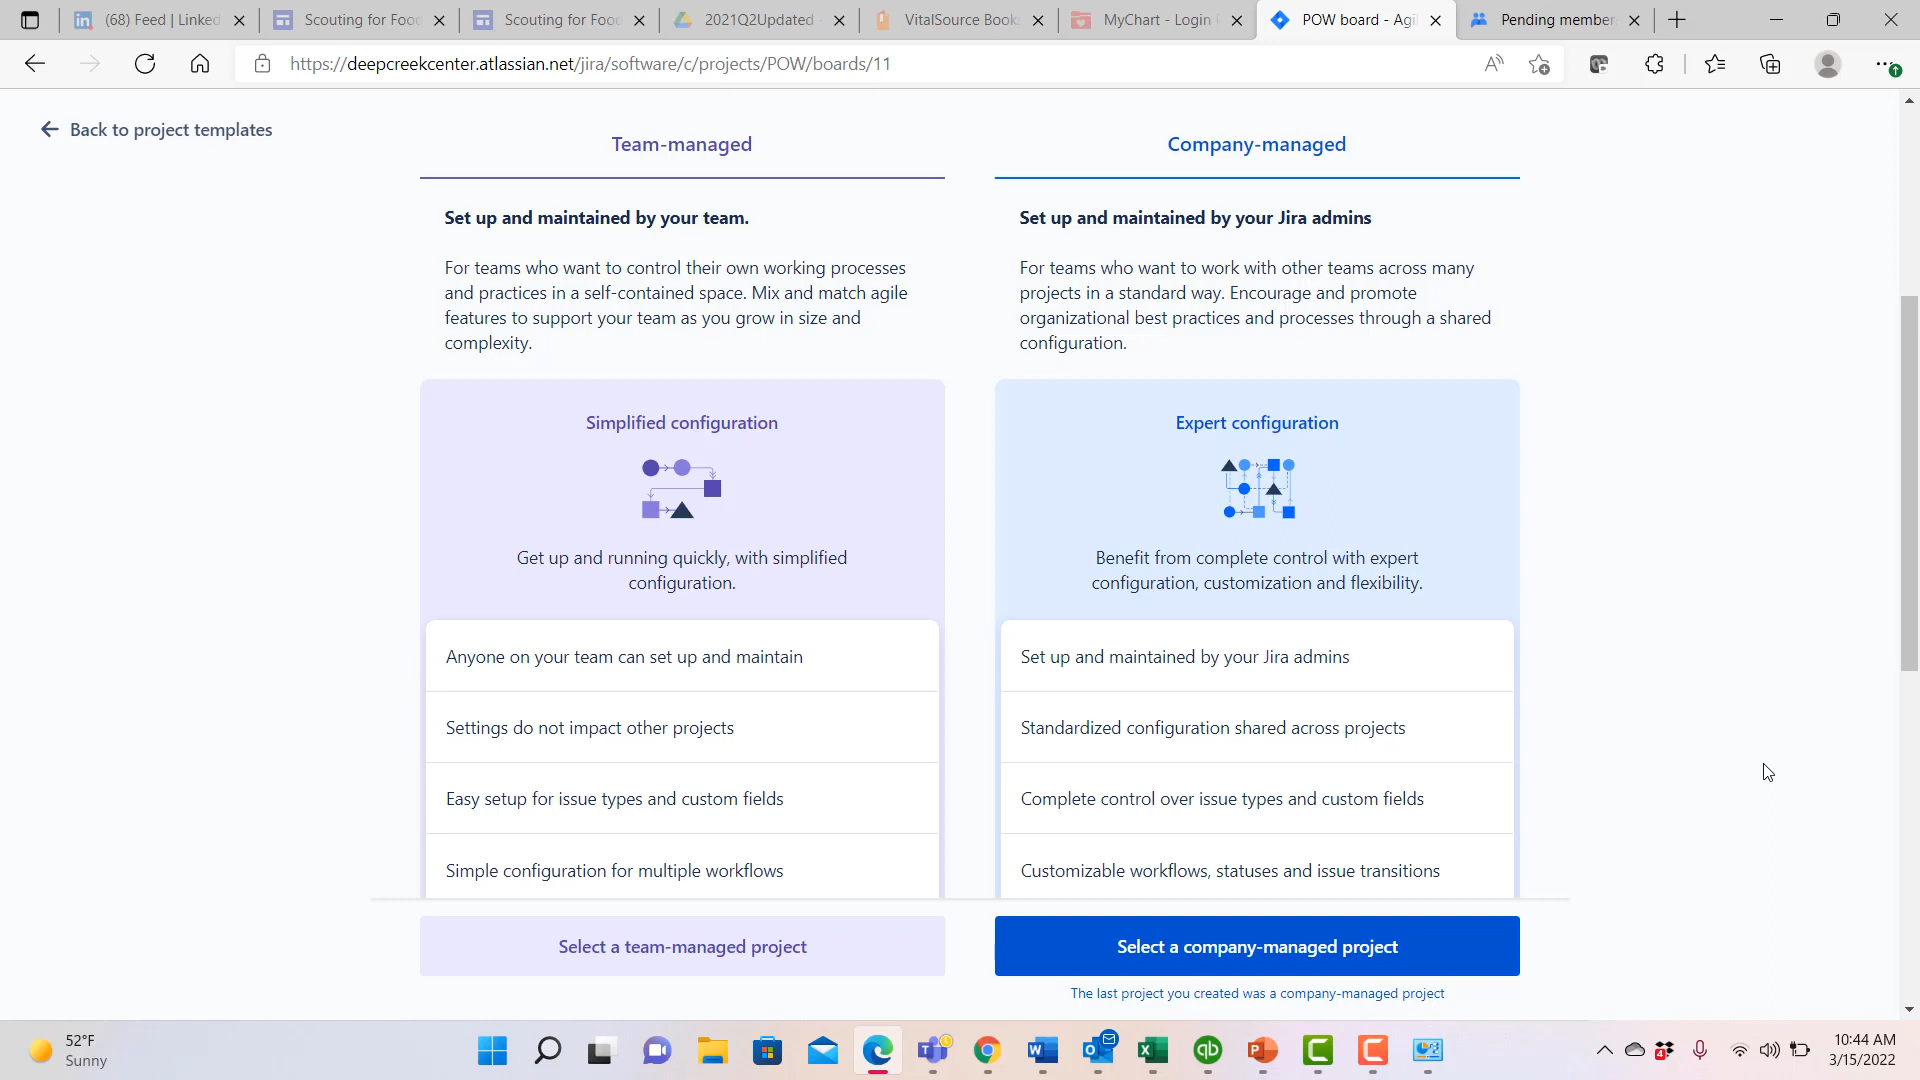 (68) Feed | Linked
Scouting for Food
Scouting for Food
2021Q2Updated
VitalSource Book
MyChart - Login
POW board - Agil
Pending member
https://deepcreekcenter.atlassian.net/jira/software/c/projects/POW/boards/11
Back to project templates
Team-managed
Set up and maintained by your team.
For teams who want to control their own working processes
and practices in a self-contained space. Mix and match agile
features to support your team as you grow in size and
complexity.
Simplified configuration
Get up and running quickly, with simplified
configuration.
Anyone on your team can set up and maintain
Settings do not impact other projects
Easy setup for issue types and custom fields
Simple configuration for multiple workflows
Select a team-managed project
Company-managed
Set up and maintained by your Jira admins
For teams who want to work with other teams across many
projects in a standard way. Encourage and promote
organizational best practices and processes through a shared
configuration.
Expert configuration
Benefit from complete control with expert
configuration, customization and flexibility.
Set up and maintained by your Jira admins
Standardized configuration shared across projects
Complete control over issue types and custom fields
Customizable workflows, statuses and issue transitions
Select a company-managed project
The last project you created was a company-managed project
52°F
Sunny
10:44 AM
3/15/2022